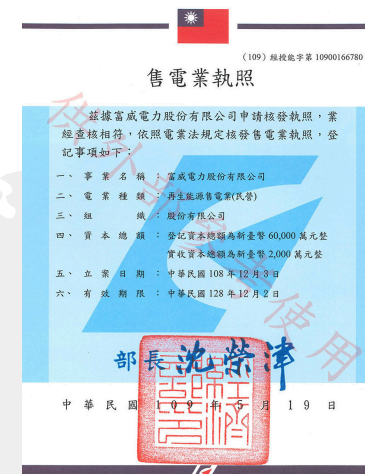 (109) 經授能字第 10900166780
售電業執照
茲據富威電力股份有限公司申請核發執照，業
經查核相符，依照電業法規定核發售電業執照，登
記事項如下：
一、事業名稱：富威電力股份有限公司
二、電業種類：再生能源售電業(民營)
三、組織：股份有限公司
四、資本總額：登記資本總額為新臺幣 60,000 萬元整
實收資本總額為新臺幣 2,000 萬元整
五、立案日期：中華民國 108 年 12 月 3 日
六、有效期限：中華民國 128 年 12 月 2 日
部長 沈榮津
中華民國 109 年 5 月 19 日